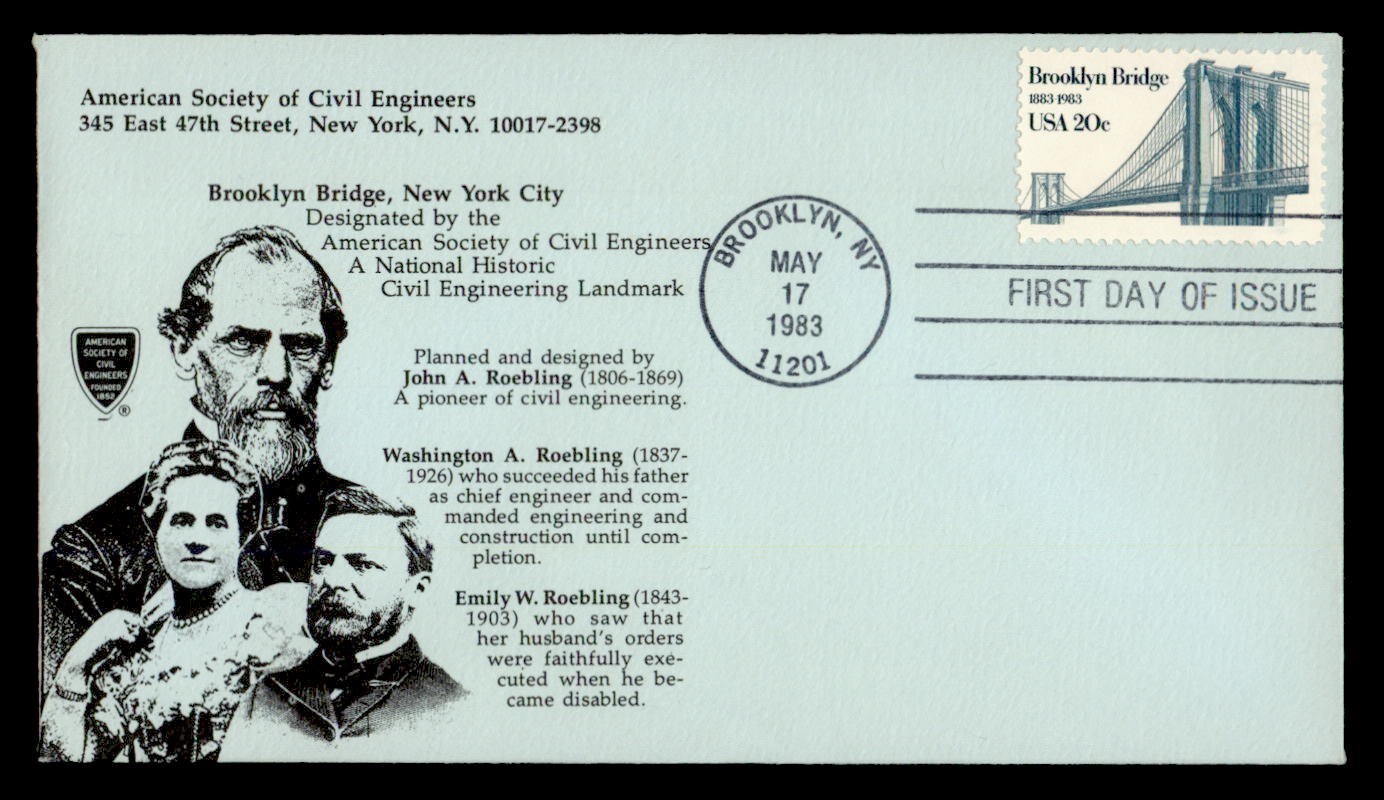 American Society of Civil Engineers
345 East 47th Street, New York, N.Y. 10017-2398
Brooklyn Bridge
1883-1983
USA 20c
Brooklyn Bridge, New York City
Designated by the
American Society of Civil Engineers
A National Historic
Civil Engineering Landmark
BROOKLYN, NY
MAY
17
1983
11201
FIRST DAY OF ISSUE
AMERICAN
SOCIETY OF
CIVIL
ENGINEERS
FOUNDED
1852
®
Planned and designed by
John A. Roebling (1806-1869)
A pioneer of civil engineering.
Washington A. Roebling (1837-
1926) who succeeded his father
as chief engineer and com-
manded engineering and
construction until com-
pletion.
Emily W. Roebling (1843-
1903) who saw that
her husband's orders
were faithfully exe-
cuted when he be-
came disabled.